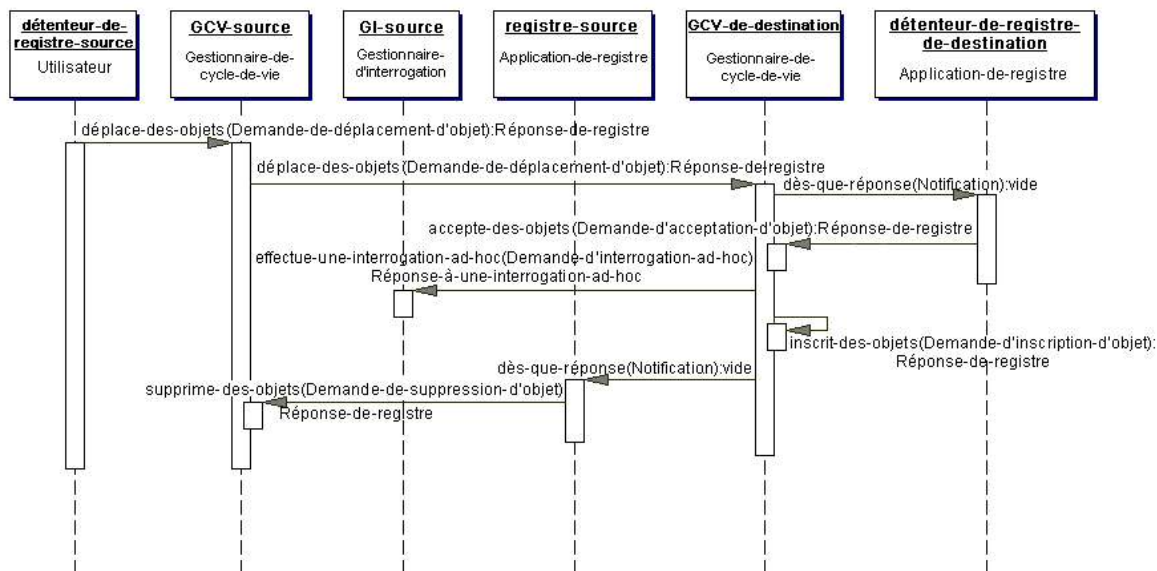 détenteur-de-
registre-source
Utilisateur
GCV-source
Gestionnaire-de-
cycle-de-vie
GI-source
Gestionnaire-
d'interrogation
registre-source
Application-de-registre
GCV-de-destination
Gestionnaire-de-
cycle-de-vie
détenteur-de-registre-
de-destination
Application-de-registre
déplace-des-objets(Demande-de-déplacement-d'objet):Réponse-de-registre
déplace-des-objets(Demande-de-déplacement-d'objet):Réponse-de-registre
dès-que-réponse(Notification):vide
accepte-des-objets(Demande-d'acceptation-d'objet):Réponse-de-registre
effectue-une-interrogation-ad-hoc(Demande-d'interrogation-ad-hoc)
Réponse-à-une-interrogation-ad-hoc
inscrit-des-objets(Demande-d'inscription-d'objet):
Réponse-de-registre
dès-que-réponse(Notification):vide
supprime-des-objets(Demande-de-suppression-d'objet)
Réponse-de-registre